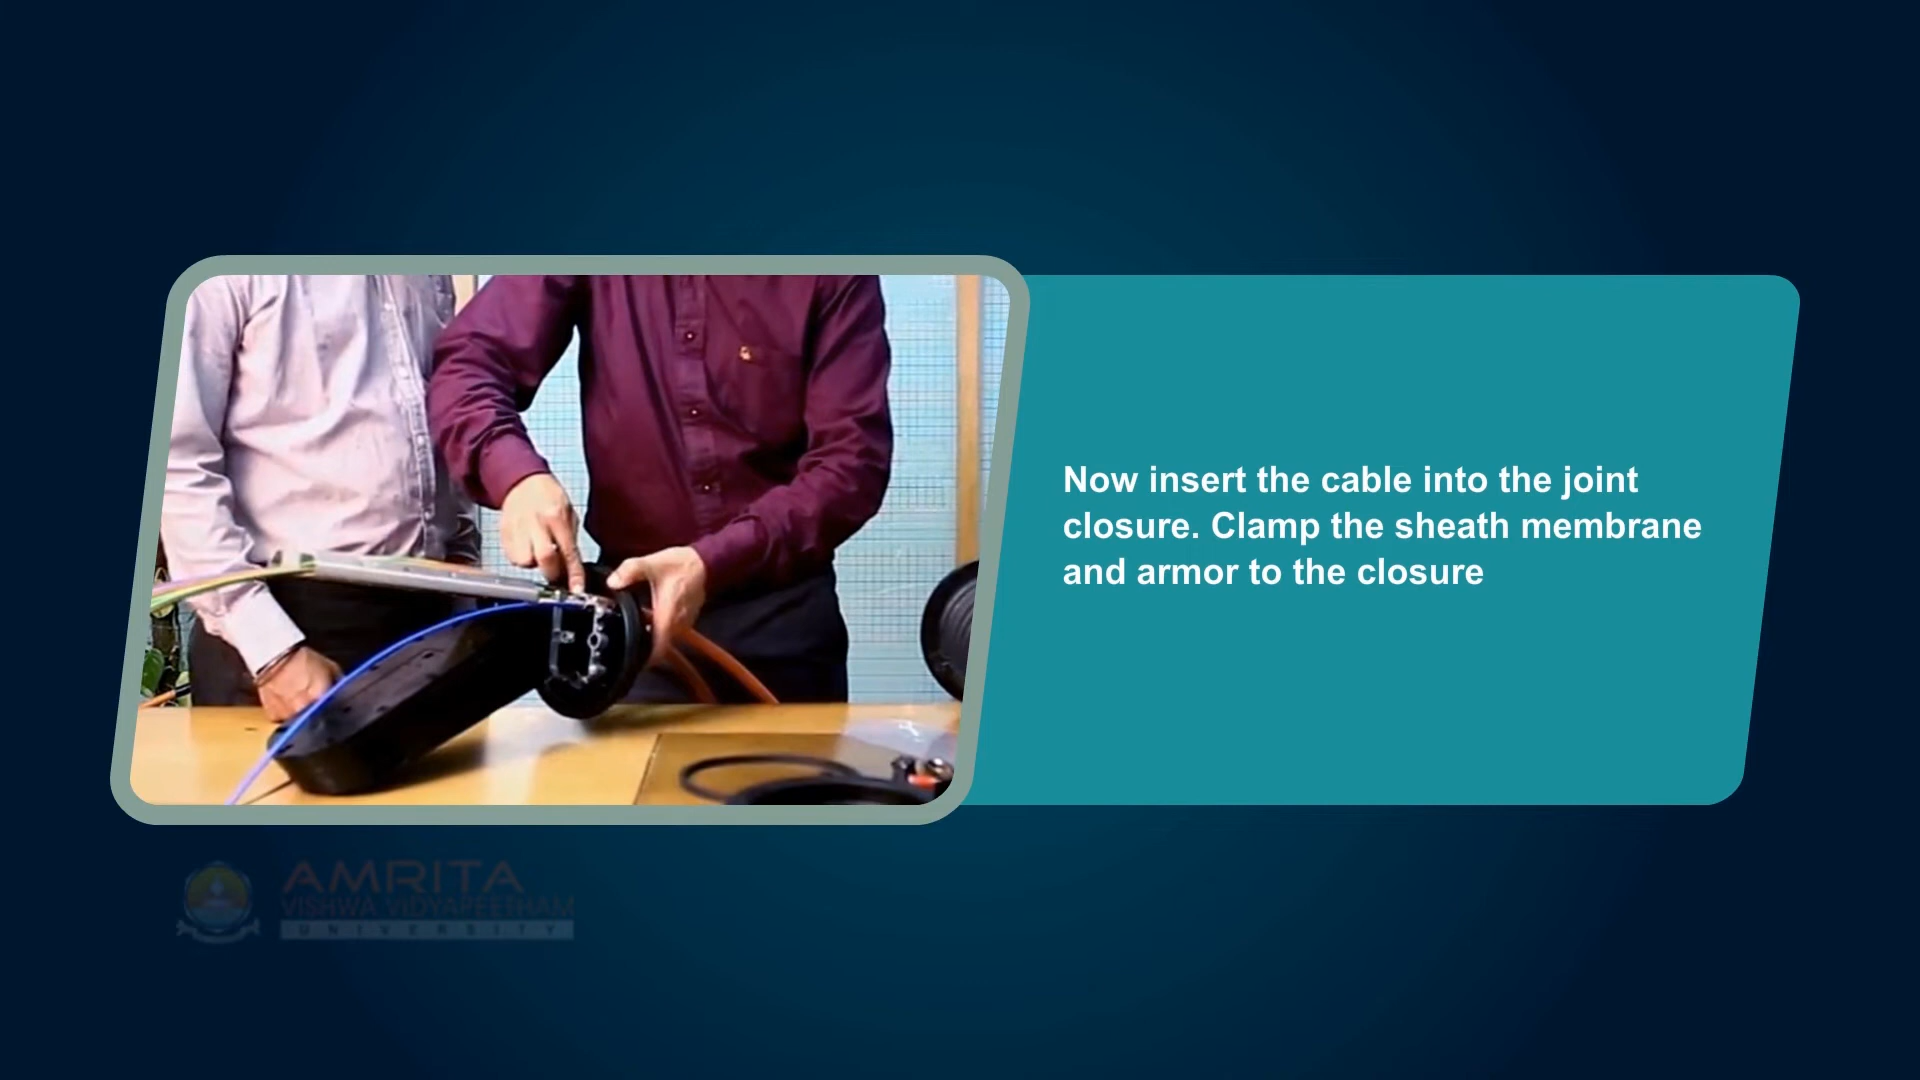 Now insert the cable into the joint
closure. Clamp the sheath membrane
and armor to the closure
AMRITA
VISHWA VIDYAPEETHAM
UNIVERSITY